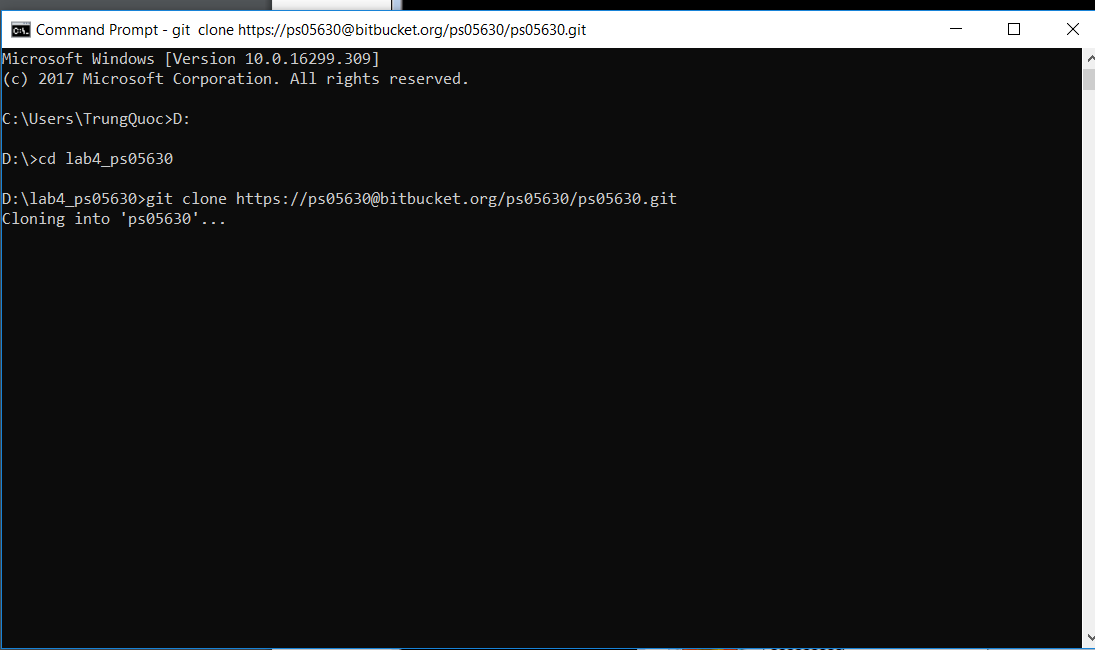 Command Prompt - git  clone https://ps05630@bitbucket.org/ps05630/ps05630.git
Microsoft Windows [Version 10.0.16299.309]
(c) 2017 Microsoft Corporation. All rights reserved.
C:\Users\TrungQuoc>D:
D:\>cd lab4_ps05630
D:\lab4_ps05630>git clone https://ps05630@bitbucket.org/ps05630/ps05630.git
Cloning into 'ps05630'...